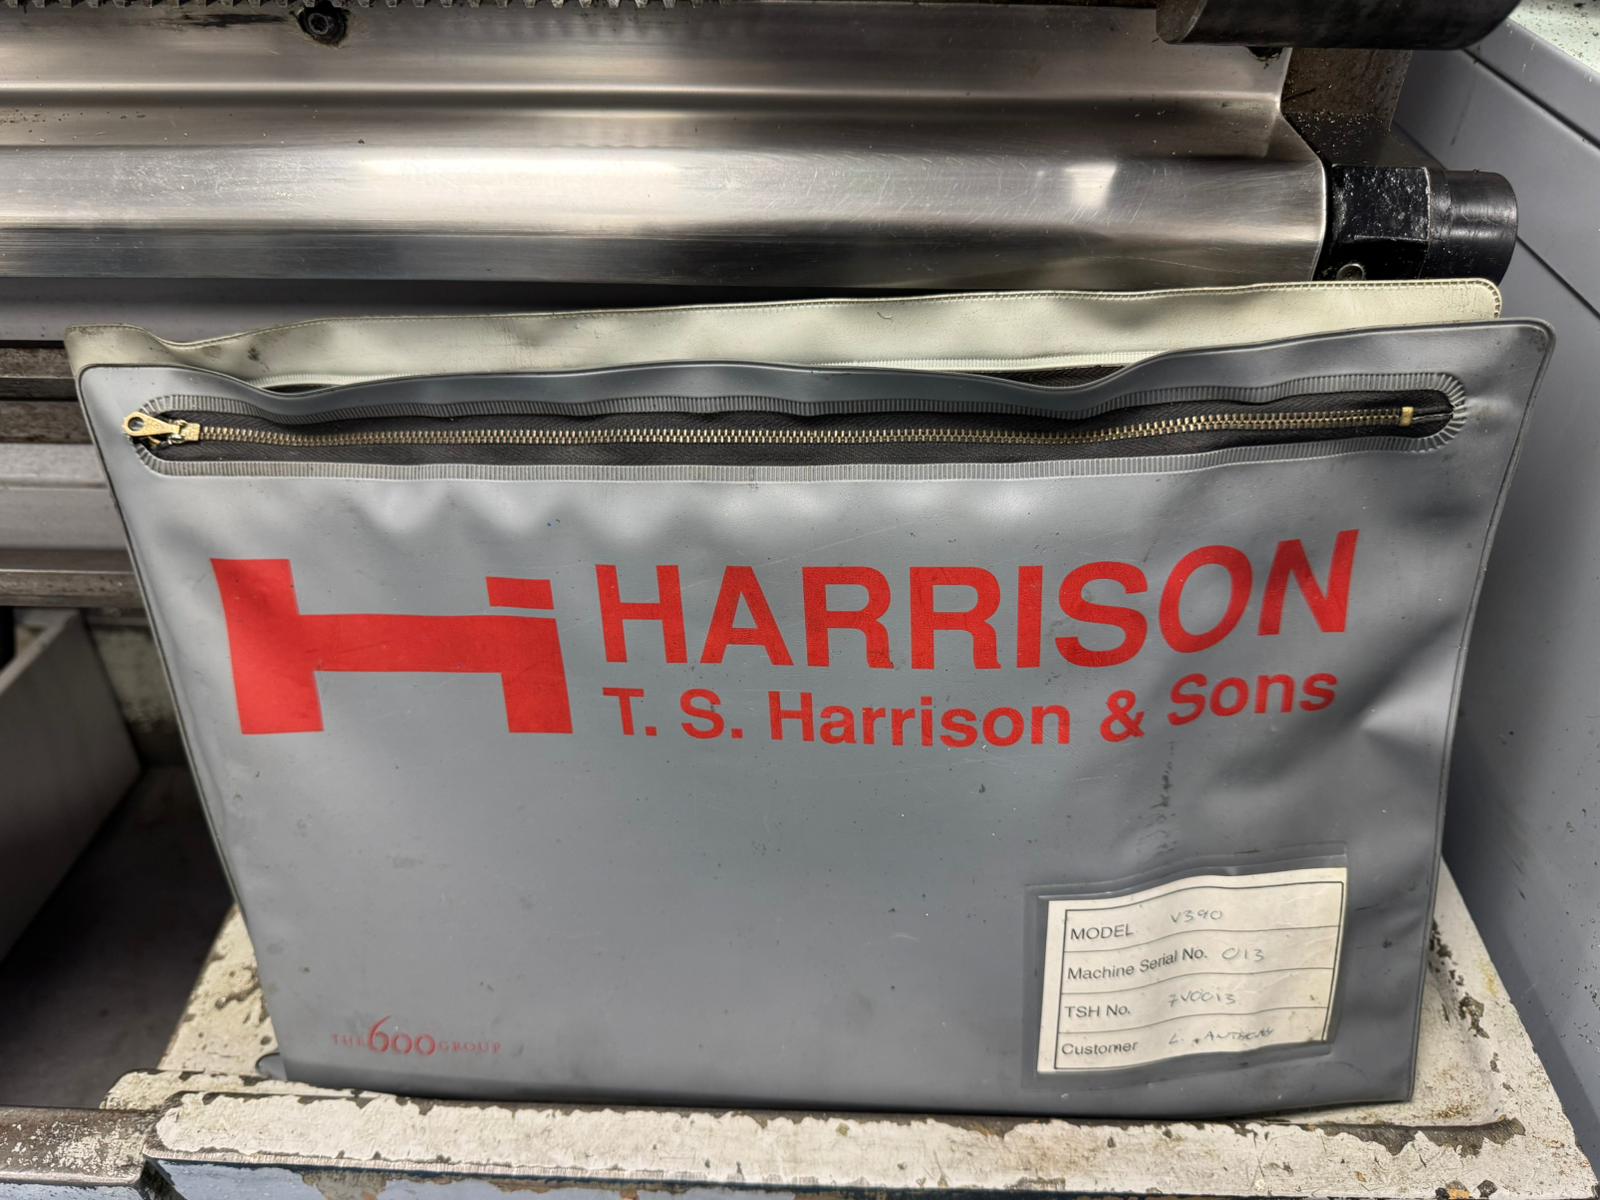 HARRISON
T. S. Harrison & Sons
MODEL V390
Machine Serial No. 013
TSH No. 7V0013
Customer L.
THE 600 GROUP